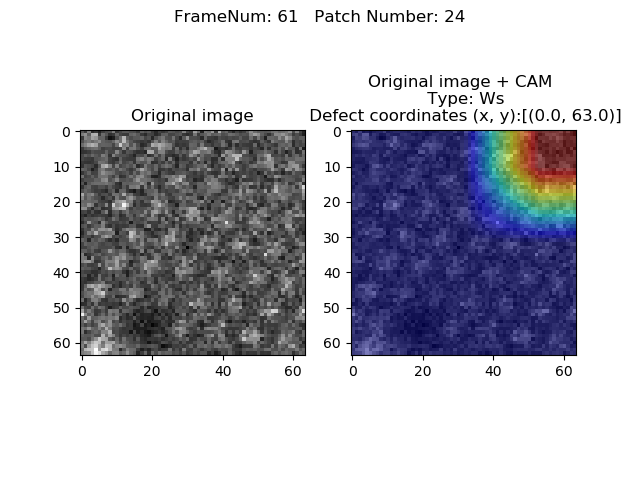 FrameNum: 61   Patch Number: 24
Original image
0
10
20
30
40
50
60
0 20 40 60
Original image + CAM
Type: Ws
Defect coordinates (x, y):[(0.0, 63.0)]
0
10
20
30
40
50
60
0 20 40 60